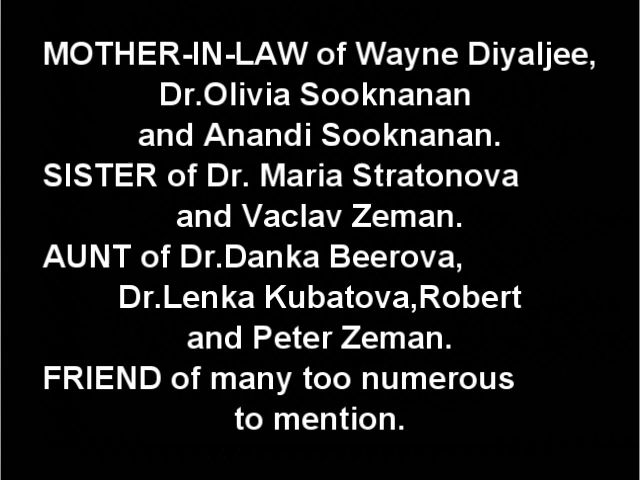 MOTHER-IN-LAW of Wayne Diyaljee,
Dr.Olivia Sooknanan
and Anandi Sooknanan.
SISTER of Dr. Maria Stratonova
and Vaclav Zeman.
AUNT of Dr.Danka Beerova,
Dr.Lenka Kubatova,Robert
and Peter Zeman.
FRIEND of many too numerous
to mention.